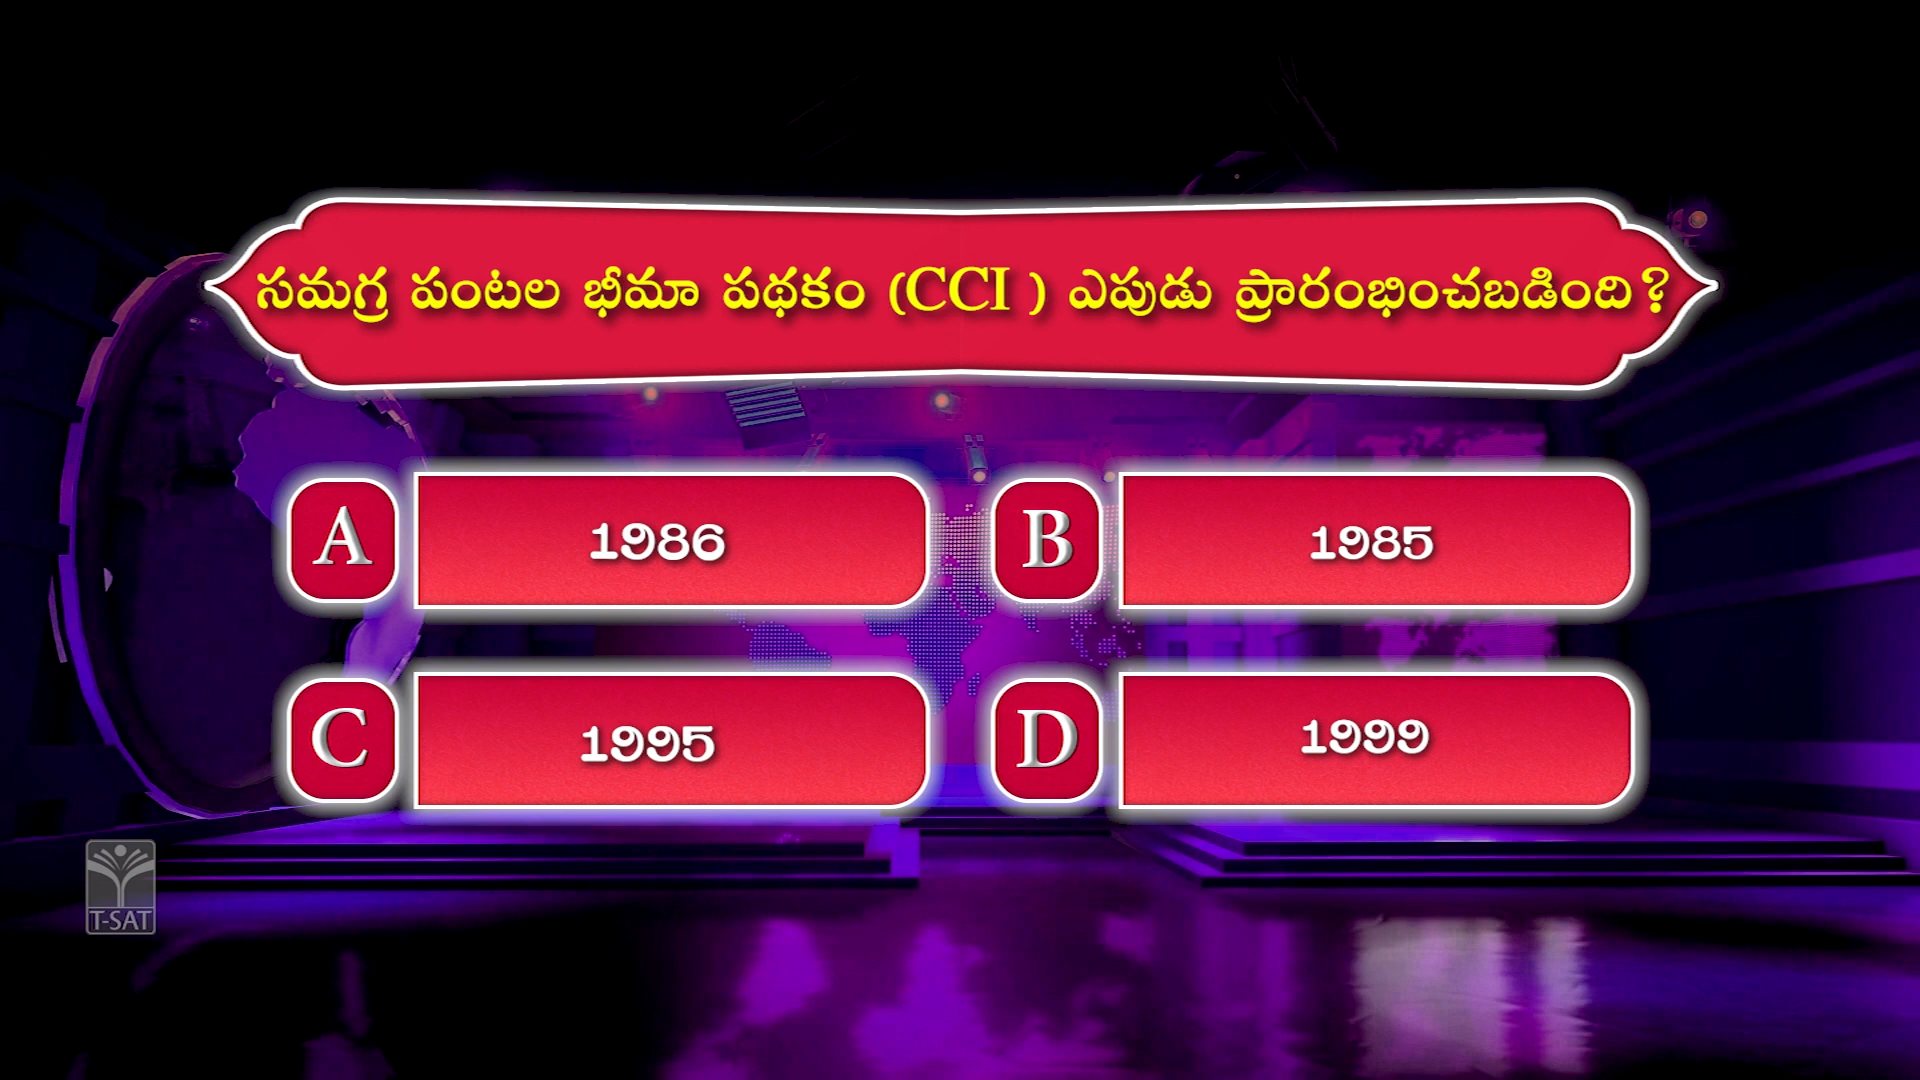 సమగ్ర పంటల భీమా పథకం (CCI ) ఎపుడు ప్రారంభించబడింది?
A 1986
B 1985
C 1995
D 1999
T-SAT